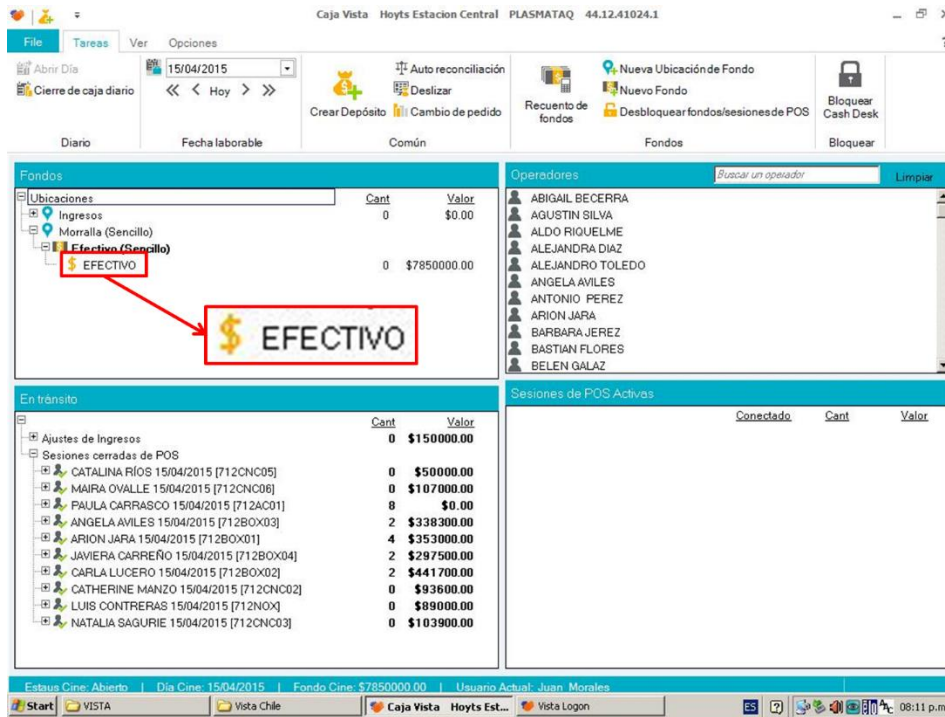 Caja Vista Hoyts Estacion Central PLASMATAQ 44.12.41024.1
File Tareas Ver Opciones
Abrir Día
Cierre de caja diario
Diario
15/04/2015
Hoy
Fecha laborable
Crear Depósito
Auto reconciliación
Deslizar
Cambio de pedido
Común
Recuento de fondos
Nueva Ubicación de Fondo
Nuevo Fondo
Desbloquear fondos/sesiones de POS
Fondos
Bloquear Cash Desk
Bloquear
Fondos
Ubicaciones Cant Valor
Ingresos 0 $0.00
Morralla (Sencillo)
Efectivo (Sencillo)
$ EFECTIVO 0 $7850000.00
$ EFECTIVO
Operadores Buscar un operador Limpiar
ABIGAIL BECERRA
AGUSTIN SILVA
ALDO RIQUELME
ALEJANDRA DIAZ
ALEJANDRO TOLEDO
ANGELA AVILES
ANTONIO PEREZ
ARION JARA
BARBARA JEREZ
BASTIAN FLORES
BELEN GALAZ
En tránsito
Cant Valor
Ajustes de Ingresos 0 $150000.00
Sesiones cerradas de POS
CATALINA RÍOS 15/04/2015 [712CNC05] 0 $50000.00
MAIRA OVALLE 15/04/2015 [712CNC06] 0 $107000.00
PAULA CARRASCO 15/04/2015 [712AC01] 8 $0.00
ANGELA AVILES 15/04/2015 [712BOX03] 2 $338300.00
ARION JARA 15/04/2015 [712BOX01] 4 $353000.00
JAVIERA CARREÑO 15/04/2015 [712BOX04] 2 $297500.00
CARLA LUCERO 15/04/2015 [712BOX02] 2 $441700.00
CATHERINE MANZO 15/04/2015 [712CNC02] 0 $93600.00
LUIS CONTRERAS 15/04/2015 [712NOX] 0 $89000.00
NATALIA SAGURIE 15/04/2015 [712CNC03] 0 $103900.00
Sesiones de POS Activas
Conectado Cant Valor
Estaus Cine: Abierto | Día Cine: 15/04/2015 | Fondo Cine: $7850000.00 | Usuario Actual: Juan Morales
Start VISTA Vista Chile Caja Vista Hoyts Est... Vista Logon ES 08:11 p.m.